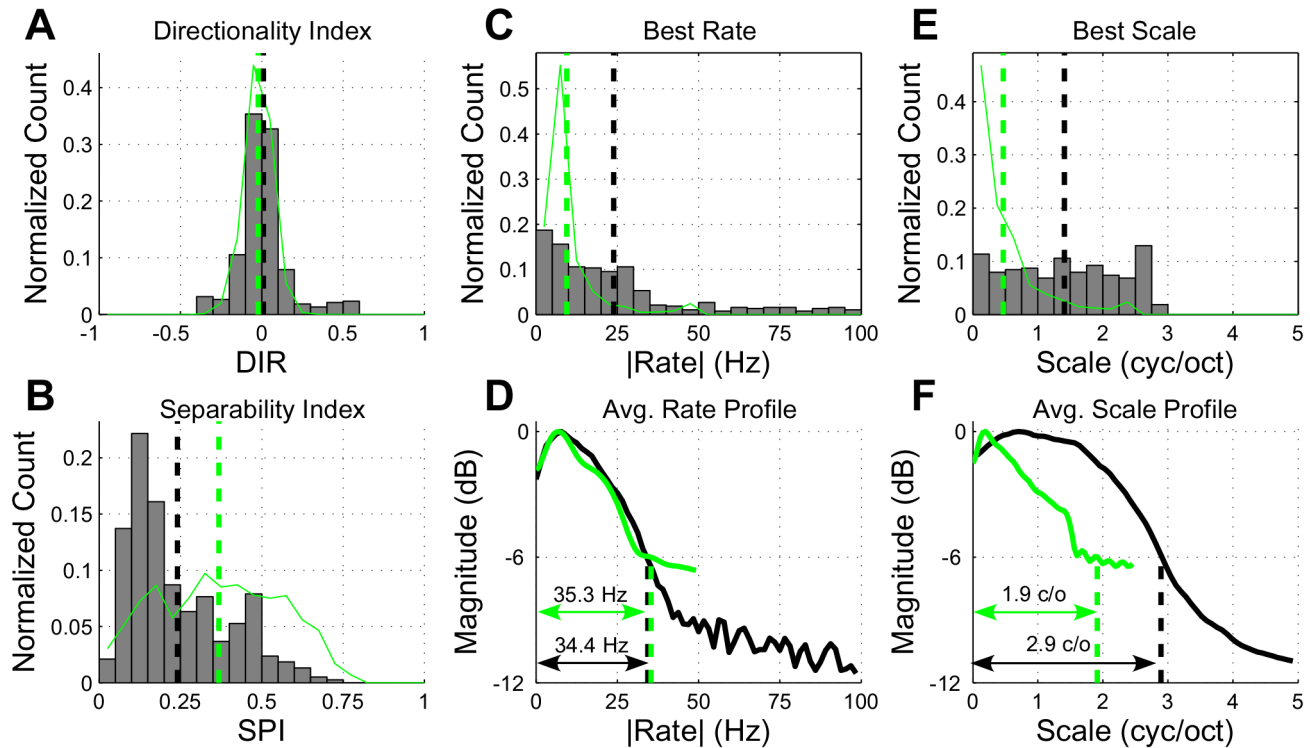 A
Directionality Index
Normalized Count
0.4
0.3
0.2
0.1
0
-1
-0.5
0
0.5
1
DIR
C
Best Rate
Normalized Count
0.5
0.4
0.3
0.2
0.1
0
0
25
50
75
100
|Rate| (Hz)
E
Best Scale
Normalized Count
0.4
0.3
0.2
0.1
0
0
1
2
3
4
5
Scale (cyc/oct)
B
Separability Index
Normalized Count
0.2
0.15
0.1
0.05
0
0
0.25
0.5
0.75
1
SPI
D
Avg. Rate Profile
Magnitude (dB)
0
-6
-12
35.3 Hz
34.4 Hz
0
25
50
75
100
|Rate| (Hz)
F
Avg. Scale Profile
Magnitude (dB)
0
-6
-12
1.9 c/o
2.9 c/o
0
1
2
3
4
5
Scale (cyc/oct)